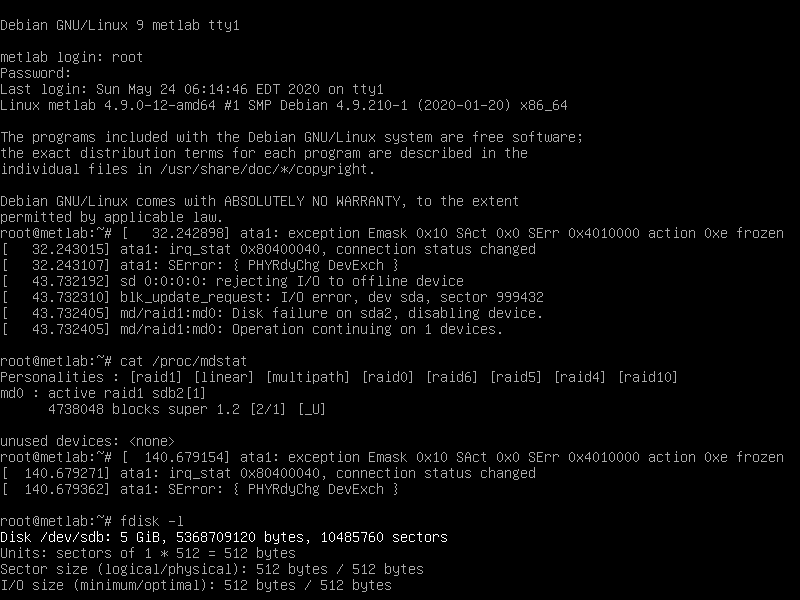 Debian GNU/Linux 9 metlab tty1
metlab login: root
Password:
Last login: Sun May 24 06:14:46 EDT 2020 on tty1
Linux metlab 4.9.0-12-amd64 #1 SMP Debian 4.9.210-1 (2020-01-20) x86_64
The programs included with the Debian GNU/Linux system are free software;
the exact distribution terms for each program are described in the
individual files in /usr/share/doc/*/copyright.
Debian GNU/Linux comes with ABSOLUTELY NO WARRANTY, to the extent
permitted by applicable law.
root@metlab:~# [   32.242898] ata1: exception Emask 0x10 SAct 0x0 SErr 0x4010000 action 0xe frozen
[   32.243015] ata1: irq_stat 0x80400040, connection status changed
[   32.243107] ata1: SError: { PHYRdyChg DevExch }
[   43.732192] sd 0:0:0:0: rejecting I/O to offline device
[   43.732310] blk_update_request: I/O error, dev sda, sector 999432
[   43.732405] md/raid1:md0: Disk failure on sda2, disabling device.
[   43.732405] md/raid1:md0: Operation continuing on 1 devices.
root@metlab:~# cat /proc/mdstat
Personalities : [raid1] [linear] [multipath] [raid0] [raid6] [raid5] [raid4] [raid10]
md0 : active raid1 sdb2[1]
      4738048 blocks super 1.2 [2/1] [_U]
unused devices: <none>
root@metlab:~# [  140.679154] ata1: exception Emask 0x10 SAct 0x0 SErr 0x4010000 action 0xe frozen
[  140.679271] ata1: irq_stat 0x80400040, connection status changed
[  140.679362] ata1: SError: { PHYRdyChg DevExch }
root@metlab:~# fdisk -l
Disk /dev/sdb: 5 GiB, 5368709120 bytes, 10485760 sectors
Units: sectors of 1 * 512 = 512 bytes
Sector size (logical/physical): 512 bytes / 512 bytes
I/O size (minimum/optimal): 512 bytes / 512 bytes